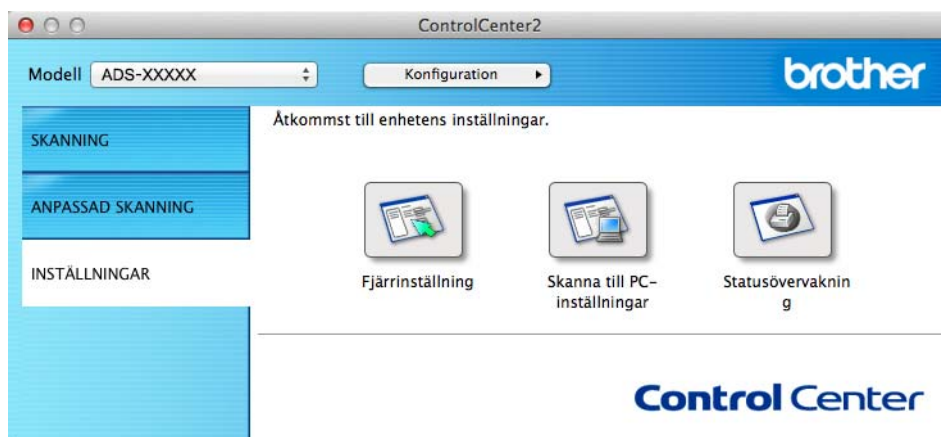 ControlCenter2
Modell ADS-XXXXX Konfiguration brother
SKANNING
ANPASSAD SKANNING
INSTÄLLNINGAR
Åtkommst till enhetens inställningar.
Fjärrinställning
Skanna till PC-
inställningar
Statusövervaknin
g
Control Center